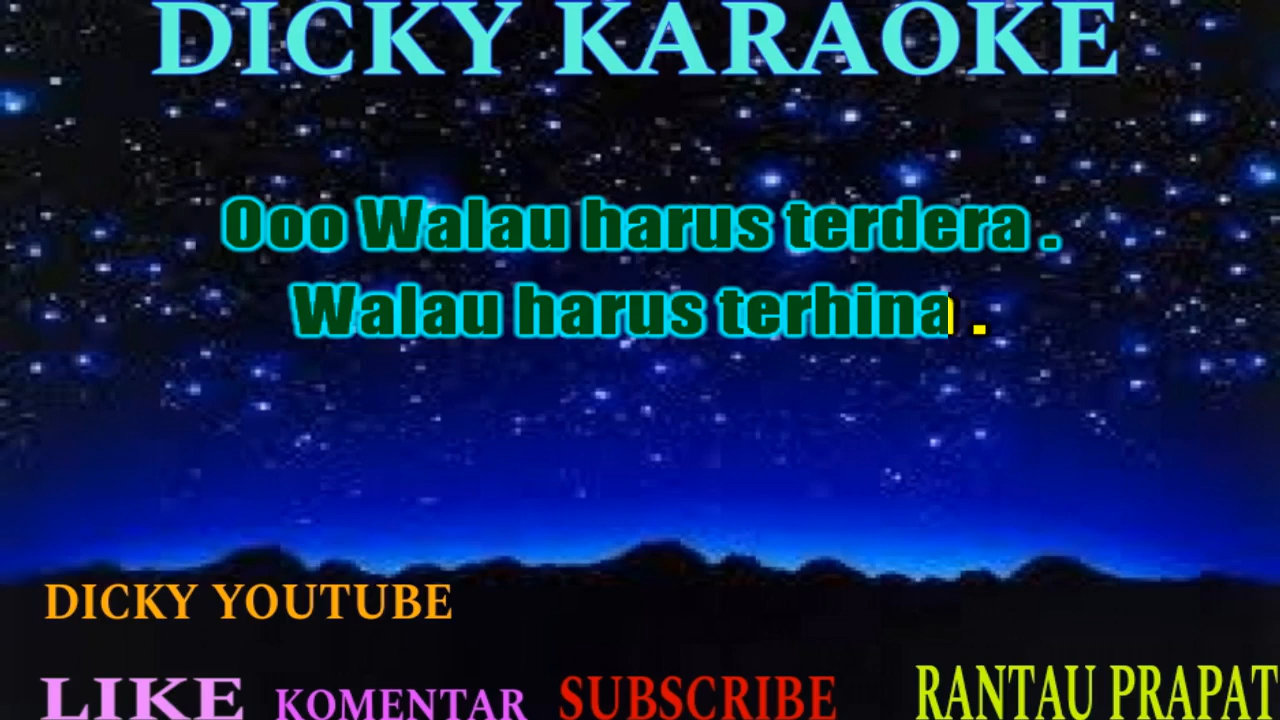 DICKY KARAOKE
Ooo Walau harus terdera .
Walau harus terhina .
DICKY YOUTUBE
LIKE KOMENTAR SUBSCRIBE RANTAU PRAPAT